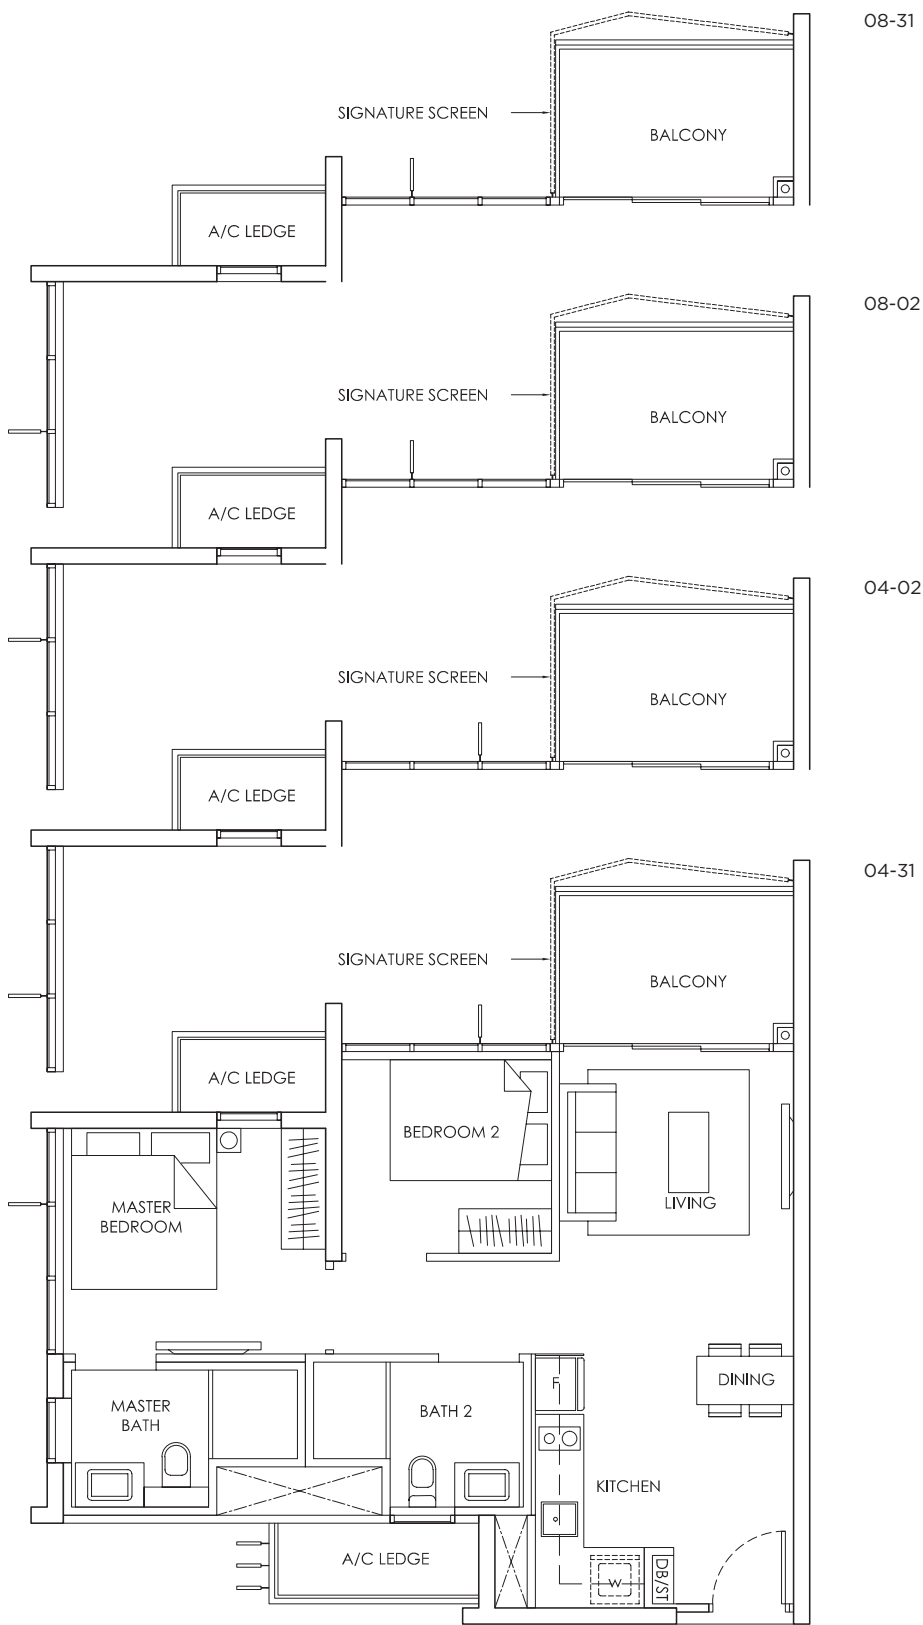 08-31
SIGNATURE SCREEN
BALCONY
A/C LEDGE
08-02
SIGNATURE SCREEN
BALCONY
A/C LEDGE
04-02
SIGNATURE SCREEN
BALCONY
A/C LEDGE
04-31
SIGNATURE SCREEN
BALCONY
A/C LEDGE
BEDROOM 2
MASTER
BEDROOM
LIVING
F
DINING
MASTER
BATH
BATH 2
KITCHEN
A/C LEDGE
W
DB/ST